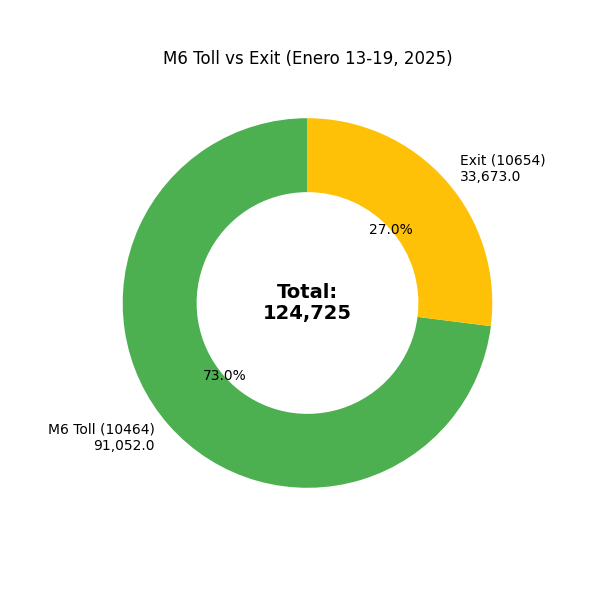 M6 Toll vs Exit (Enero 13-19, 2025)
Exit (10654)
33,673.0
27.0%
Total:
124,725
73.0%
M6 Toll (10464)
91,052.0